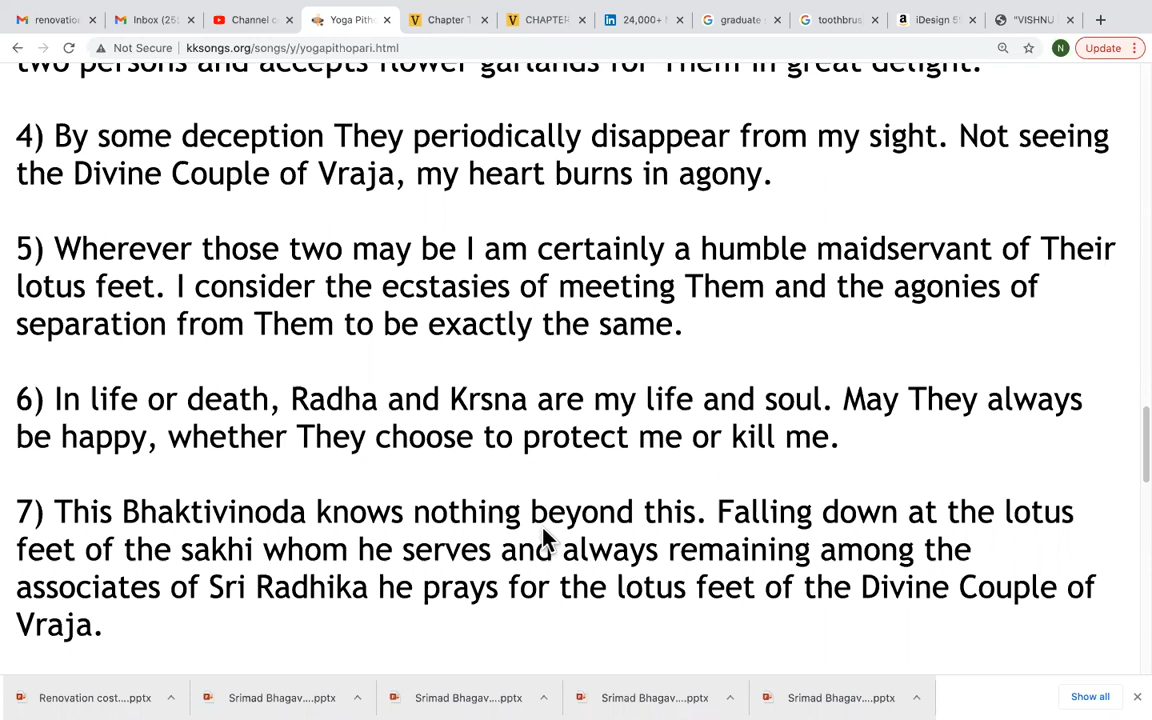 renovation
Inbox (25
Channel c
Yoga Pith
Chapter T
CHAPTER
24,000+
graduate
toothbrus
iDesign 5
"VISHNU
Not Secure kksongs.org/songs/y/yogapithopari.html
N
Update
two persons and accepts flower garlands for Them in great delight.
4) By some deception They periodically disappear from my sight. Not seeing
the Divine Couple of Vraja, my heart burns in agony.
5) Wherever those two may be I am certainly a humble maidservant of Their
lotus feet. I consider the ecstasies of meeting Them and the agonies of
separation from Them to be exactly the same.
6) In life or death, Radha and Krsna are my life and soul. May They always
be happy, whether They choose to protect me or kill me.
7) This Bhaktivinoda knows nothing beyond this. Falling down at the lotus
feet of the sakhi whom he serves and always remaining among the
associates of Sri Radhika he prays for the lotus feet of the Divine Couple of
Vraja.
Renovation cost....pptx
Srimad Bhagav....pptx
Srimad Bhagav....pptx
Srimad Bhagav....pptx
Srimad Bhagav....pptx
Show all